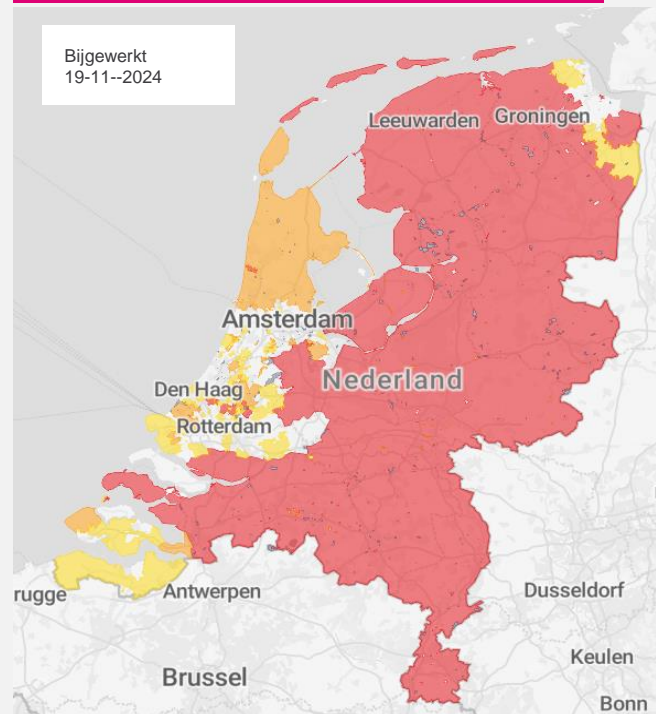 Bijgewerkt
19-11--2024
Leeuwarden
Groningen
Amsterdam
Den Haag
Nederland
Rotterdam
rugge
Antwerpen
Dusseldorf
Brussel
Keulen
Bonn